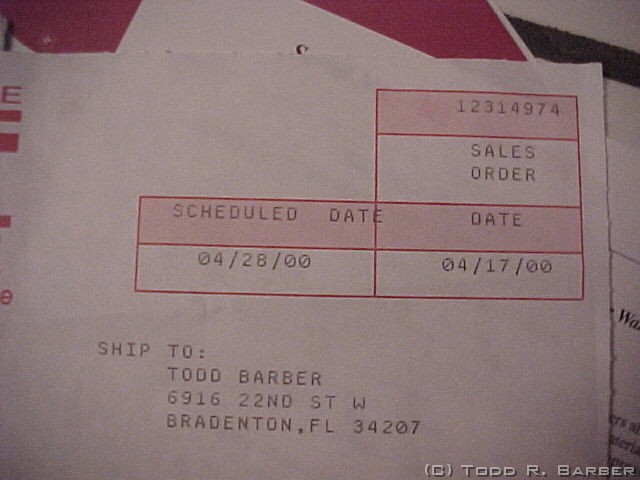 E
12314974
SALES
ORDER
SCHEDULED DATE
DATE
04/28/00
04/17/00
e
SHIP TO:
TODD BARBER
6916 22ND ST W
BRADENTON,FL 34207
(C) Todd R. Barber